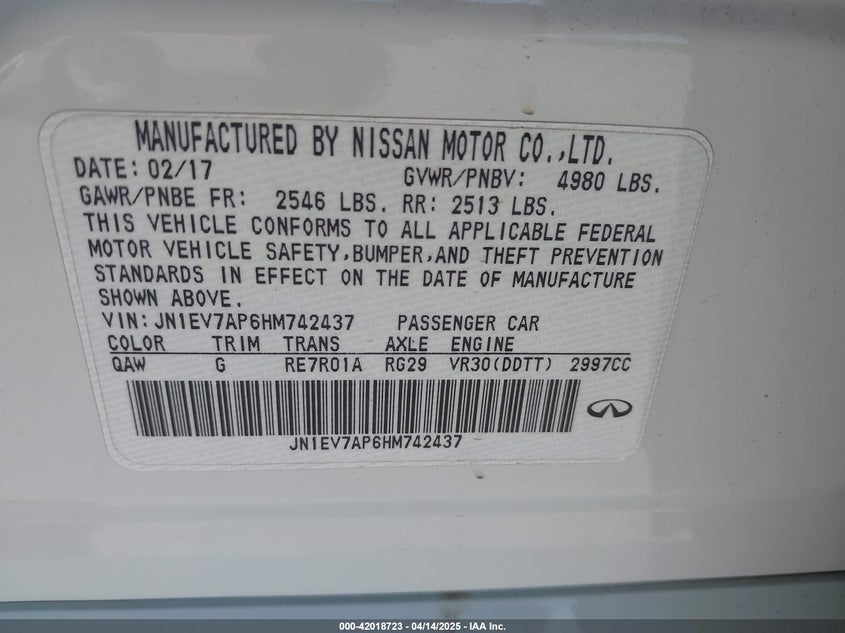 MANUFACTURED BY NISSAN MOTOR CO.,LTD.
DATE: 02/17 GVWR/PNBV: 4980 LBS.
GAWR/PNBE FR: 2546 LBS. RR: 2513 LBS.
THIS VEHICLE CONFORMS TO ALL APPLICABLE FEDERAL
MOTOR VEHICLE SAFETY,BUMPER,AND THEFT PREVENTION
STANDARDS IN EFFECT ON THE DATE OF MANUFACTURE
SHOWN ABOVE.
VIN: JN1EV7AP6HM742437 PASSENGER CAR
COLOR TRIM TRANS AXLE ENGINE
QAW G RE7R01A RG29 VR30(DDTT) 2997CC
JN1EV7AP6HM742437
000-42018723 - 04/14/2025 - IAA Inc.